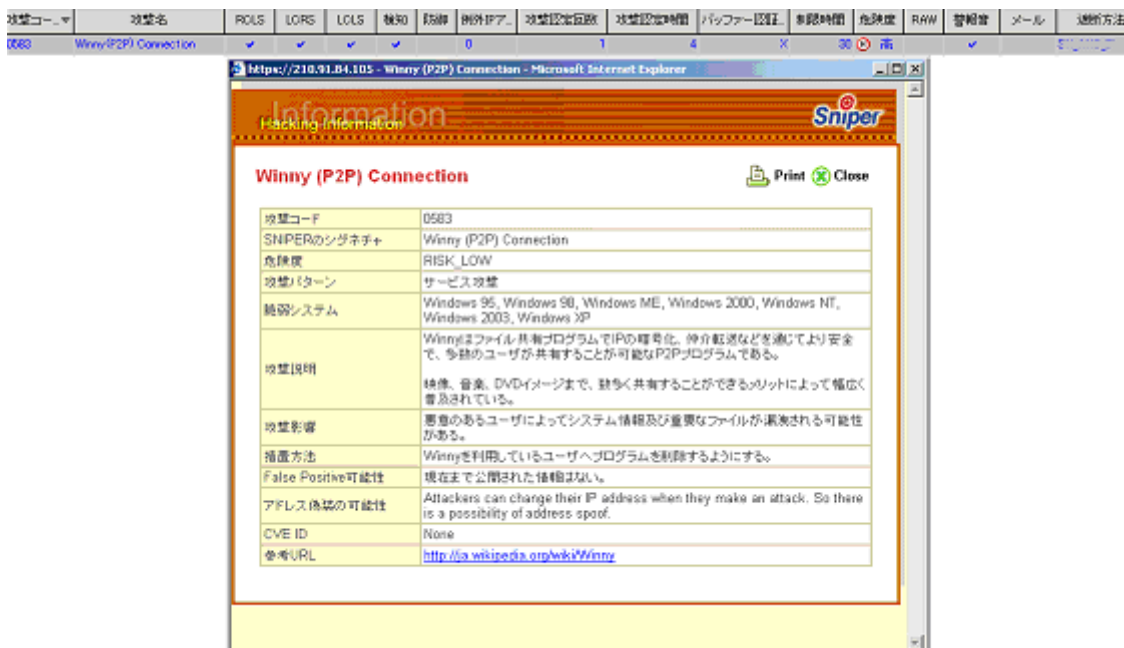 攻撃コー... 攻撃名 ROLS LORS LOLS 検知 防御 例外IPア... 攻撃認定回数 攻撃認定時間 バッファー認証... 制限時間 危険度 RAW 警報音 メール 遮断方法
0583 Winny (P2P) Connection 0 1 4 X 30 高
https://210.91.84.105 - Winny (P2P) Connection - Microsoft Internet Explorer
Information
Hacking Information
Sniper
Winny (P2P) Connection
Print Close
攻撃コード 0583
SNIPERのシグネチャ Winny (P2P) Connection
危険度 RISK_LOW
攻撃パターン サービス攻撃
脆弱システム Windows 95, Windows 98, Windows ME, Windows 2000, Windows NT,
Windows 2003, Windows XP
攻撃説明 Winnyはファイル共有プログラムでIPの暗号化、仲介転送などを通じてより安全
で、多数のユーザが共有することが可能なP2Pプログラムである。
映像、音楽、DVDイメージまで、数多く共有することができるメリットによって幅広く
普及されている。
攻撃影響 悪意のあるユーザによってシステム情報及び重要なファイルが漏洩される可能性
がある。
措置方法 Winnyを利用しているユーザへプログラムを削除するようにする。
False Positive可能性 現在まで公開された情報はない。
アドレス偽装の可能性 Attackers can change their IP address when they make an attack. So there
is a possibility of address spoof.
CVE ID None
参考URL http://ja.wikipedia.org/wiki/Winny